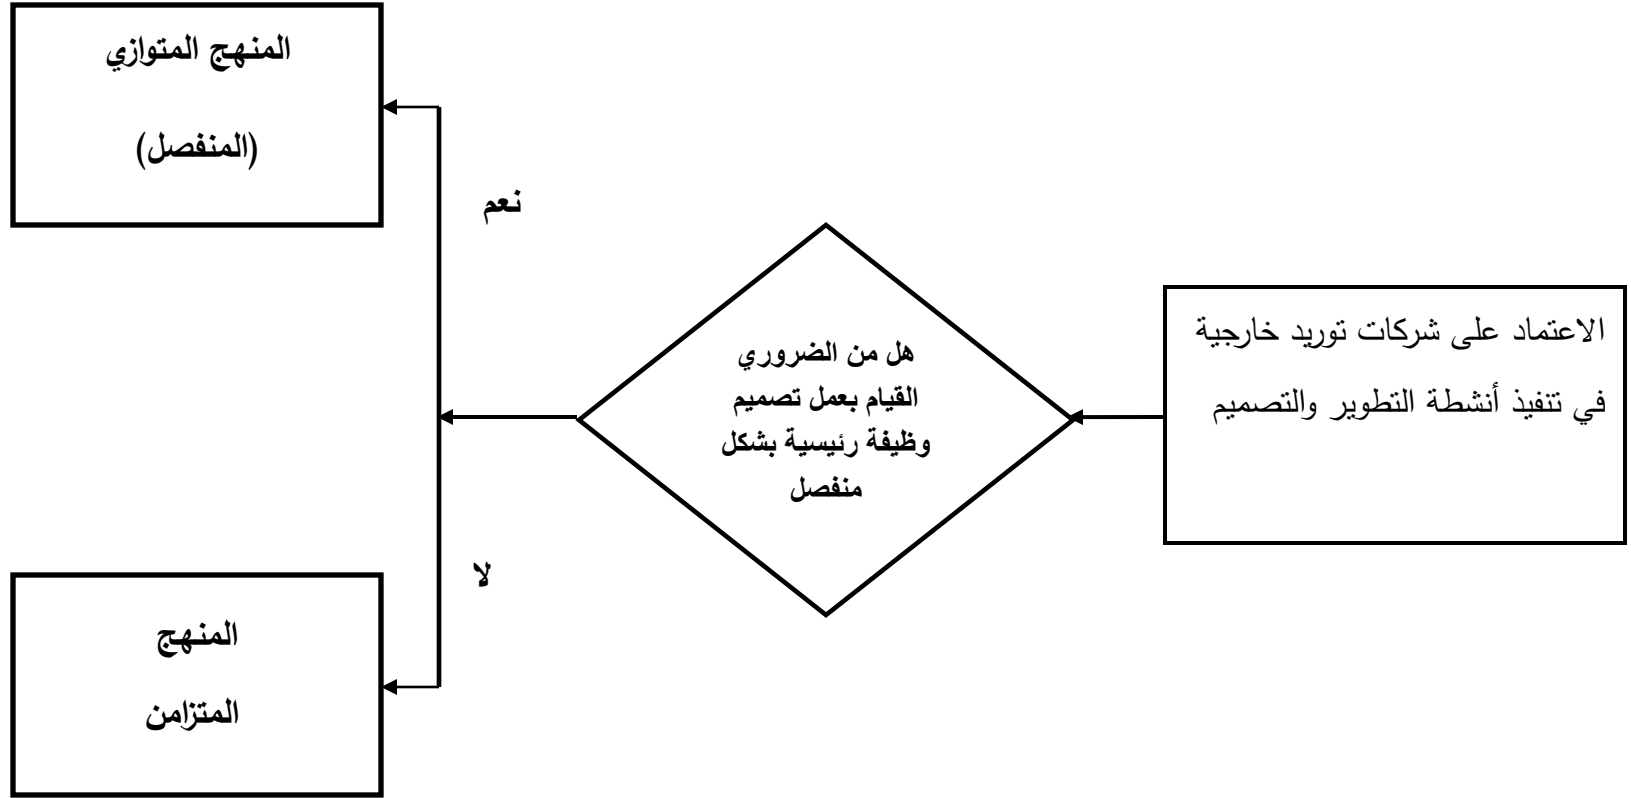 الاعتماد على شركات توريد خارجية
في تنفيذ أنشطة التطوير والتصميم
هل من الضروري
القيام بعمل تصميم
وظيفة رئيسية بشكل
منفصل
نعم
المنهج المتوازي
(المنفصل)
لا
المنهج
المتزامن